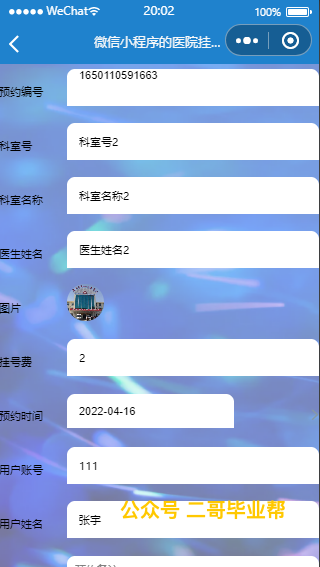 WeChat 20:02 100%
微信小程序的医院挂...
预约编号 1650110591663
科室号 科室号2
科室名称 科室名称2
医生姓名 医生姓名2
图片
挂号费 2
预约时间 2022-04-16
用户账号 111
公众号 二哥毕业帮
用户姓名 张宇